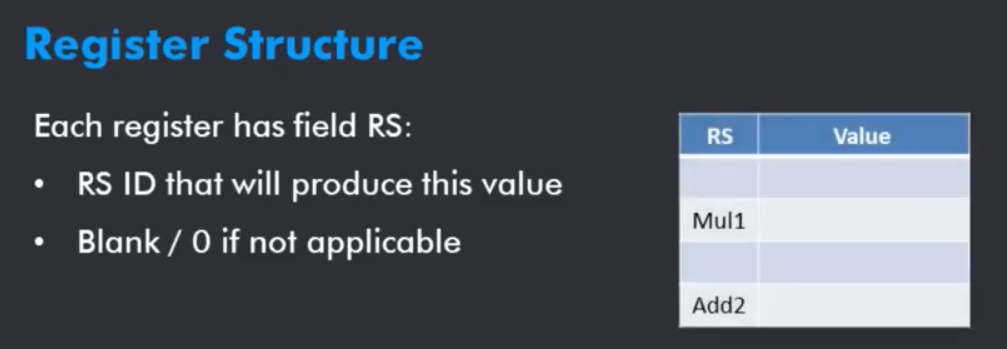 Register Structure
Each register has field RS:
• RS ID that will produce this value
• Blank / 0 if not applicable
RS Value
Mul1
Add2